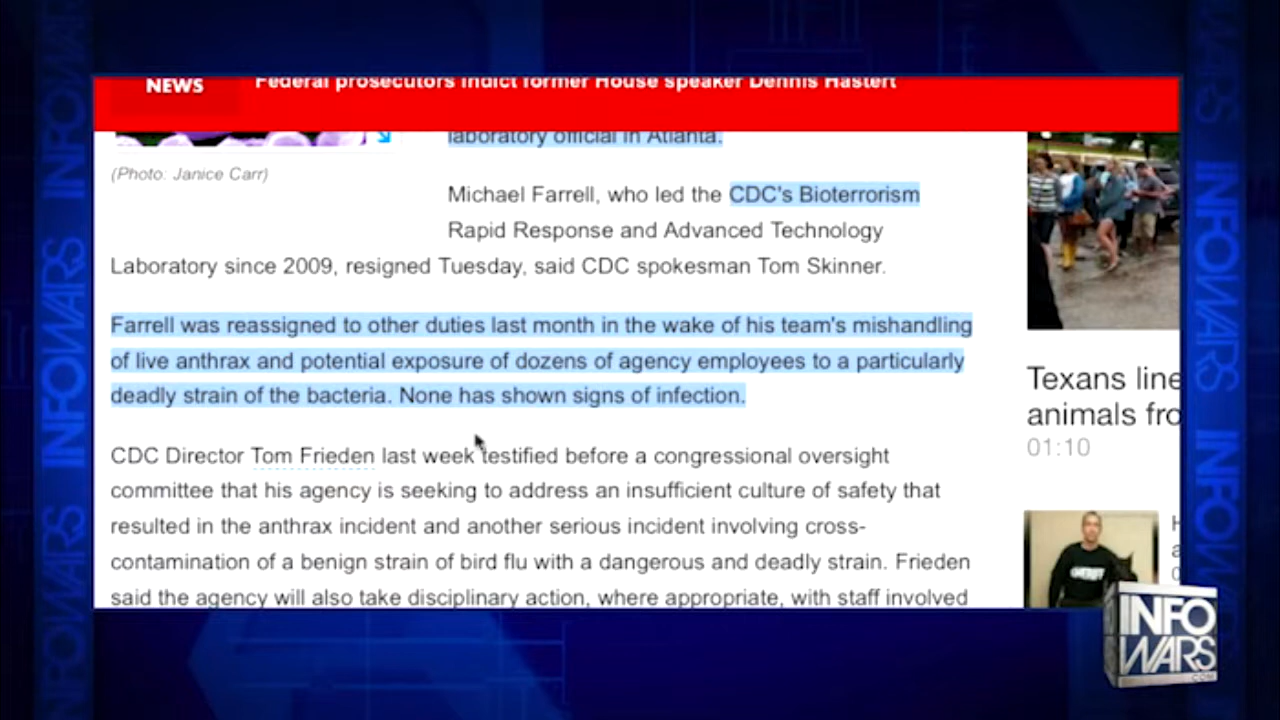 NEWS
Federal prosecutors indict former House speaker Dennis Hastert
laboratory official in Atlanta.
(Photo: Janice Carr)
Michael Farrell, who led the CDC's Bioterrorism
Rapid Response and Advanced Technology
Laboratory since 2009, resigned Tuesday, said CDC spokesman Tom Skinner.
Farrell was reassigned to other duties last month in the wake of his team's mishandling
of live anthrax and potential exposure of dozens of agency employees to a particularly
deadly strain of the bacteria. None has shown signs of infection.
CDC Director Tom Frieden last week testified before a congressional oversight
committee that his agency is seeking to address an insufficient culture of safety that
resulted in the anthrax incident and another serious incident involving cross-
contamination of a benign strain of bird flu with a dangerous and deadly strain. Frieden
said the agency will also take disciplinary action, where appropriate, with staff involved
Texans line
animals fro
01:10
INFOWARS
INFOWARS
INFOWARS
INFOWARS
INFO
WARS
.COM